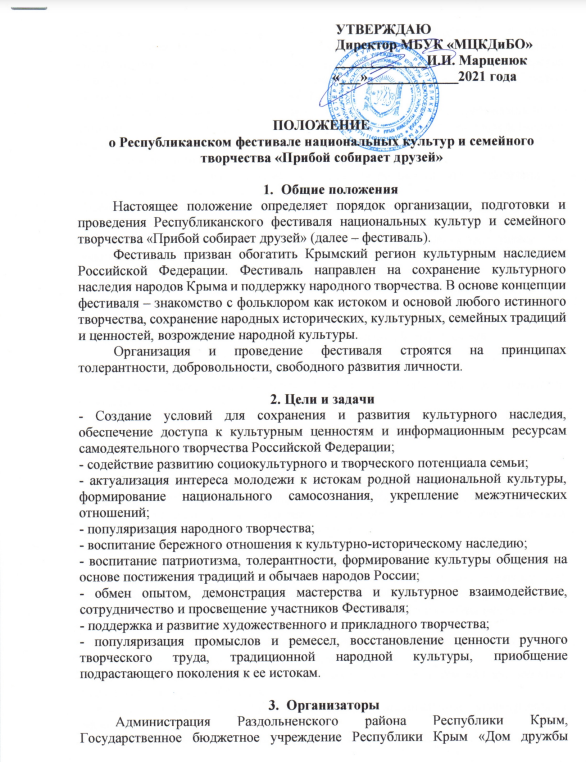 УТВЕРЖДАЮ
Директор МБУК «МЦКДиБО»
______________И.И. Марценюк
«___»_____________2021 года
ПОЛОЖЕНИЕ
о Республиканском фестивале национальных культур и семейного
творчества «Прибой собирает друзей»
1. Общие положения
Настоящее положение определяет порядок организации, подготовки и
проведения Республиканского фестиваля национальных культур и семейного
творчества «Прибой собирает друзей» (далее – фестиваль).
Фестиваль призван обогатить Крымский регион культурным наследием
Российской Федерации. Фестиваль направлен на сохранение культурного
наследия народов Крыма и поддержку народного творчества. В основе концепции
фестиваля – знакомство с фольклором как истоком и основой любого истинного
творчества, сохранение народных исторических, культурных, семейных традиций
и ценностей, возрождение народной культуры.
Организация и проведение фестиваля строятся на принципах
толерантности, добровольности, свободного развития личности.
2. Цели и задачи
- Создание условий для сохранения и развития культурного наследия,
обеспечение доступа к культурным ценностям и информационным ресурсам
самодеятельного творчества Российской Федерации;
- содействие развитию социокультурного и творческого потенциала семьи;
- актуализация интереса молодежи к истокам родной национальной культуры,
формирование национального самосознания, укрепление межэтнических
отношений;
- популяризация народного творчества;
- воспитание бережного отношения к культурно-историческому наследию;
- воспитание патриотизма, толерантности, формирование культуры общения на
основе постижения традиций и обычаев народов России;
- обмен опытом, демонстрация мастерства и культурное взаимодействие,
сотрудничество и просвещение участников Фестиваля;
- поддержка и развитие художественного и прикладного творчества;
- популяризация промыслов и ремесел, восстановление ценности ручного
творческого труда, традиционной народной культуры, приобщение
подрастающего поколения к ее истокам.
3. Организаторы
Администрация Раздольненского района Республики Крым,
Государственное бюджетное учреждение Республики Крым «Дом дружбы